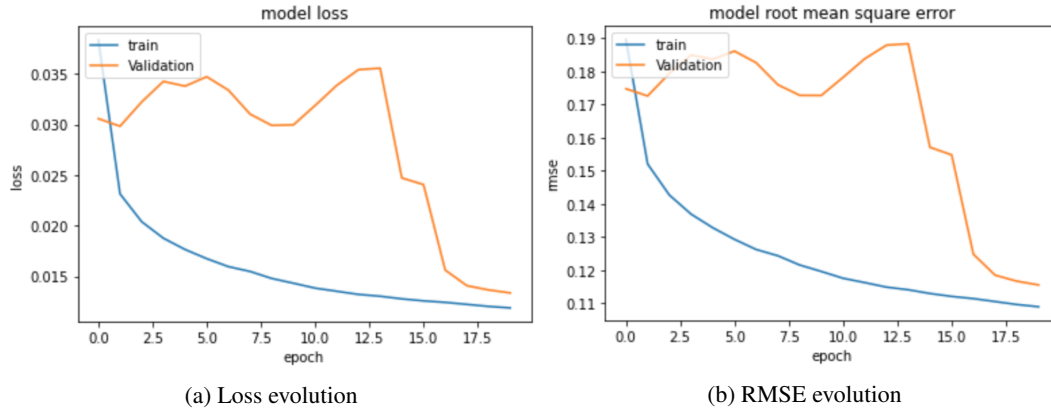 model loss
train
Validation
0.035
0.030
0.025
0.020
0.015
loss
0.0 2.5 5.0 7.5 10.0 12.5 15.0 17.5
epoch
(a) Loss evolution
model root mean square error
train
Validation
0.19
0.18
0.17
0.16
0.15
0.14
0.13
0.12
0.11
rmse
0.0 2.5 5.0 7.5 10.0 12.5 15.0 17.5
epoch
(b) RMSE evolution